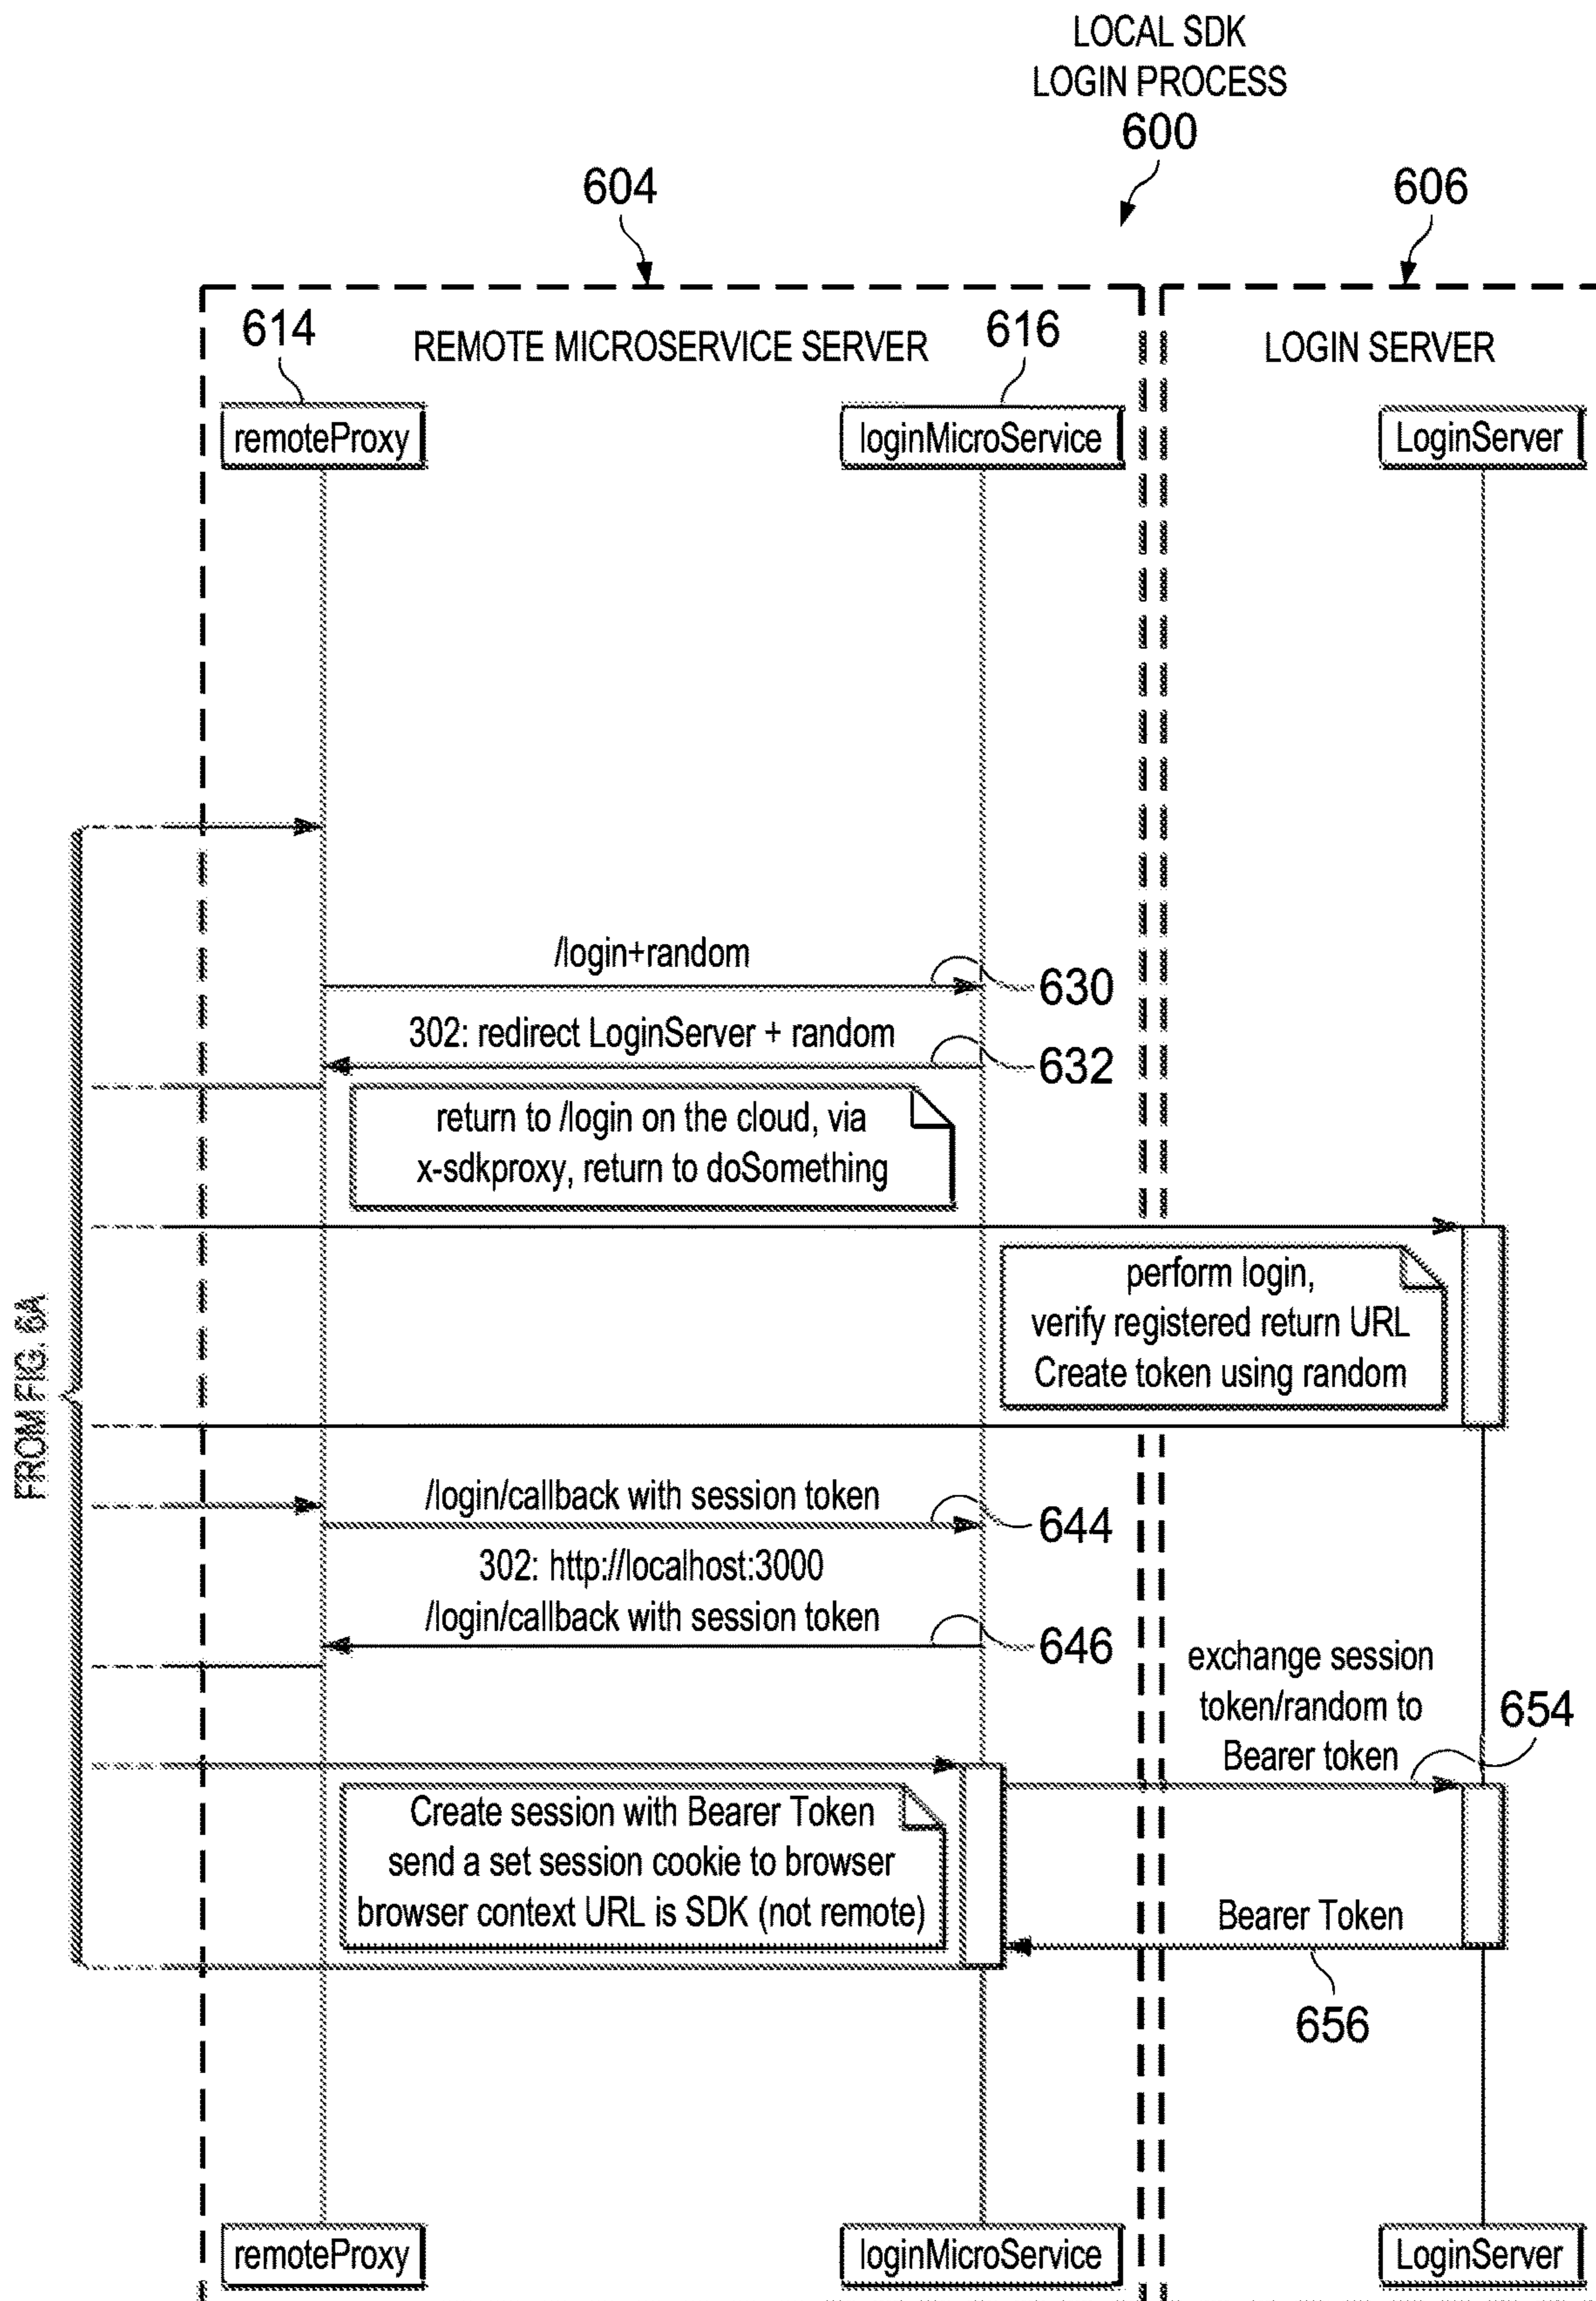 LOCAL SDK
LOGIN PROCESS
600
604
606
614
REMOTE MICROSERVICE SERVER
616
LOGIN SERVER
remoteProxy
loginMicroService
LoginServer
/login+random
630
302: redirect LoginServer + random
632
return to /login on the cloud, via
x-sdkproxy, return to doSomething
perform login,
verify registered return URL
Create token using random
FROM FIG. 6A
/login/callback with session token
644
302: http://localhost:3000
/login/callback with session token
646
exchange session
token/random to
Bearer token
654
Create session with Bearer Token
send a set session cookie to browser
browser context URL is SDK (not remote)
Bearer Token
656
remoteProxy
loginMicroService
LoginServer